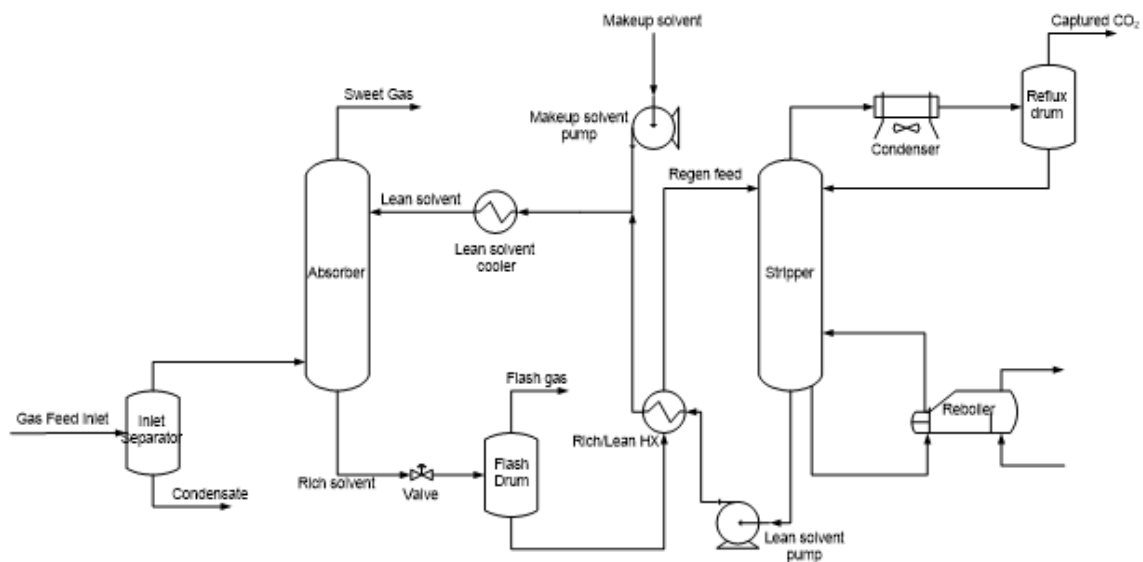 Makeup solvent
Captured CO₂
Sweet Gas
Makeup solvent
pump
Reflux
drum
Condenser
Regen feed
Lean solvent
Lean solvent
cooler
Absorber
Stripper
Flash gas
Gas Feed Inlet
Inlet
Separator
Reboiler
Rich/Lean HX
Rich solvent
Valve
Flash
Drum
Condensate
Lean solvent
pump